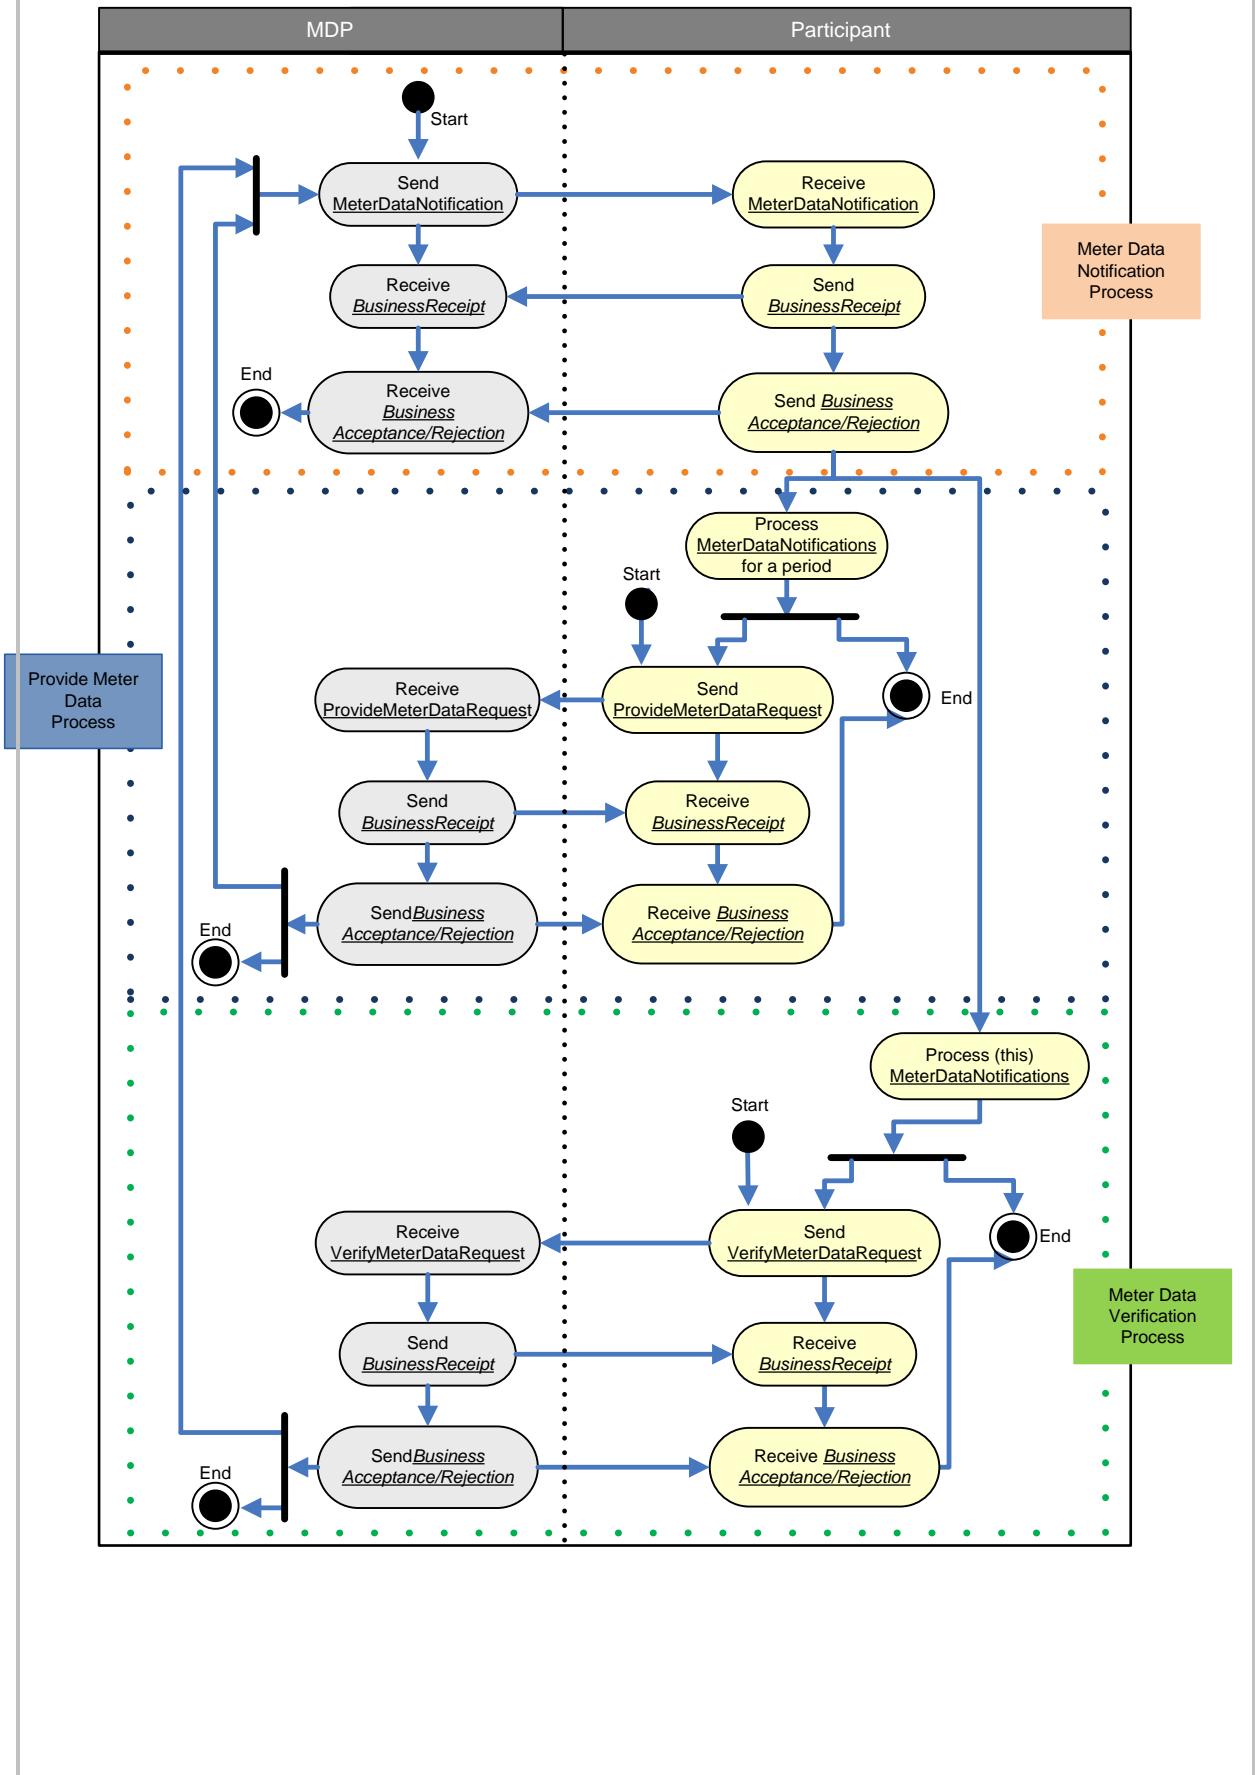 MDP
Participant
Start
Send
MeterDataNotification
Receive
MeterDataNotification
Meter Data
Notification
Process
Receive
BusinessReceipt
Send
BusinessReceipt
End
Receive
Business
Acceptance/Rejection
Send Business
Acceptance/Rejection
Process
MeterDataNotifications
for a period
Start
Provide Meter
Data
Process
Receive
ProvideMeterDataRequest
Send
ProvideMeterDataRequest
End
Send
BusinessReceipt
Receive
BusinessReceipt
End
SendBusiness
Acceptance/Rejection
Receive Business
Acceptance/Rejection
Process (this)
MeterDataNotifications
Start
Receive
VerifyMeterDataRequest
Send
VerifyMeterDataRequest
End
Meter Data
Verification
Process
Send
BusinessReceipt
Receive
BusinessReceipt
End
SendBusiness
Acceptance/Rejection
Receive Business
Acceptance/Rejection